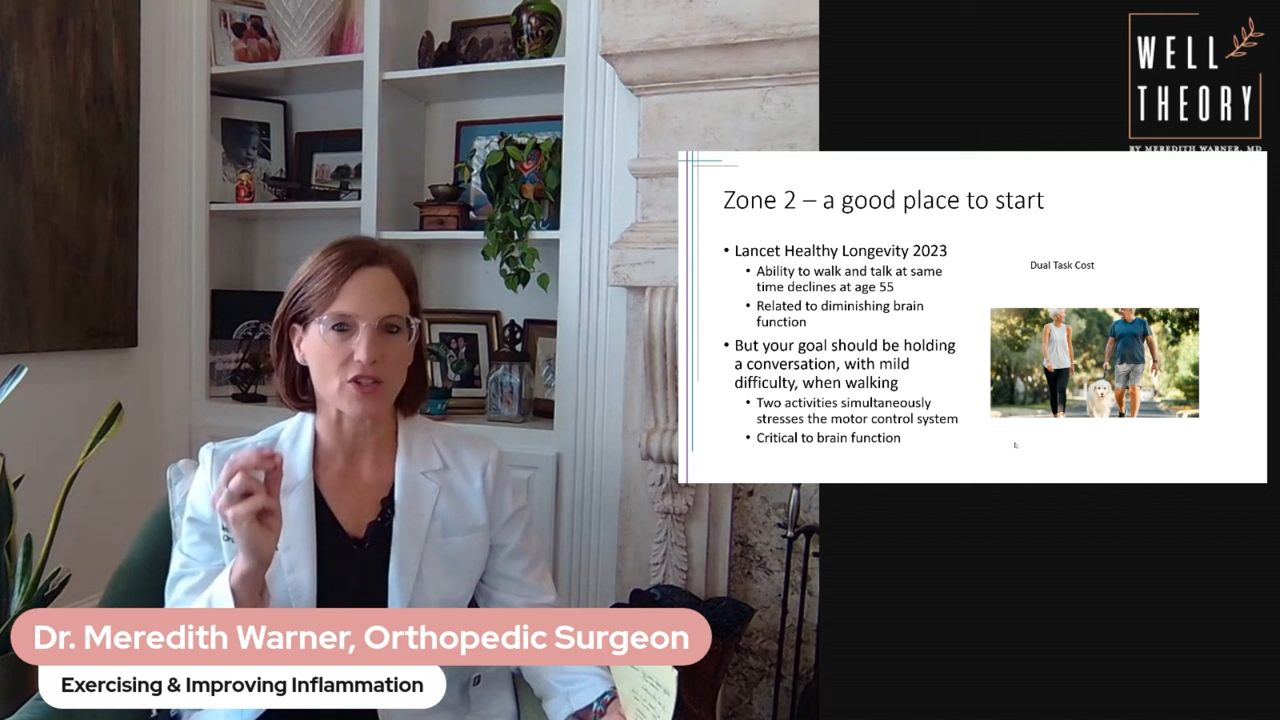 WELL
THEORY
BY MEREDITH WARNER, MD
Zone 2 – a good place to start
• Lancet Healthy Longevity 2023
• Ability to walk and talk at same
time declines at age 55
• Related to diminishing brain
function
• But your goal should be holding
a conversation, with mild
difficulty, when walking
• Two activities simultaneously
stresses the motor control system
• Critical to brain function
Dual Task Cost
Dr. Meredith Warner, Orthopedic Surgeon
Exercising & Improving Inflammation